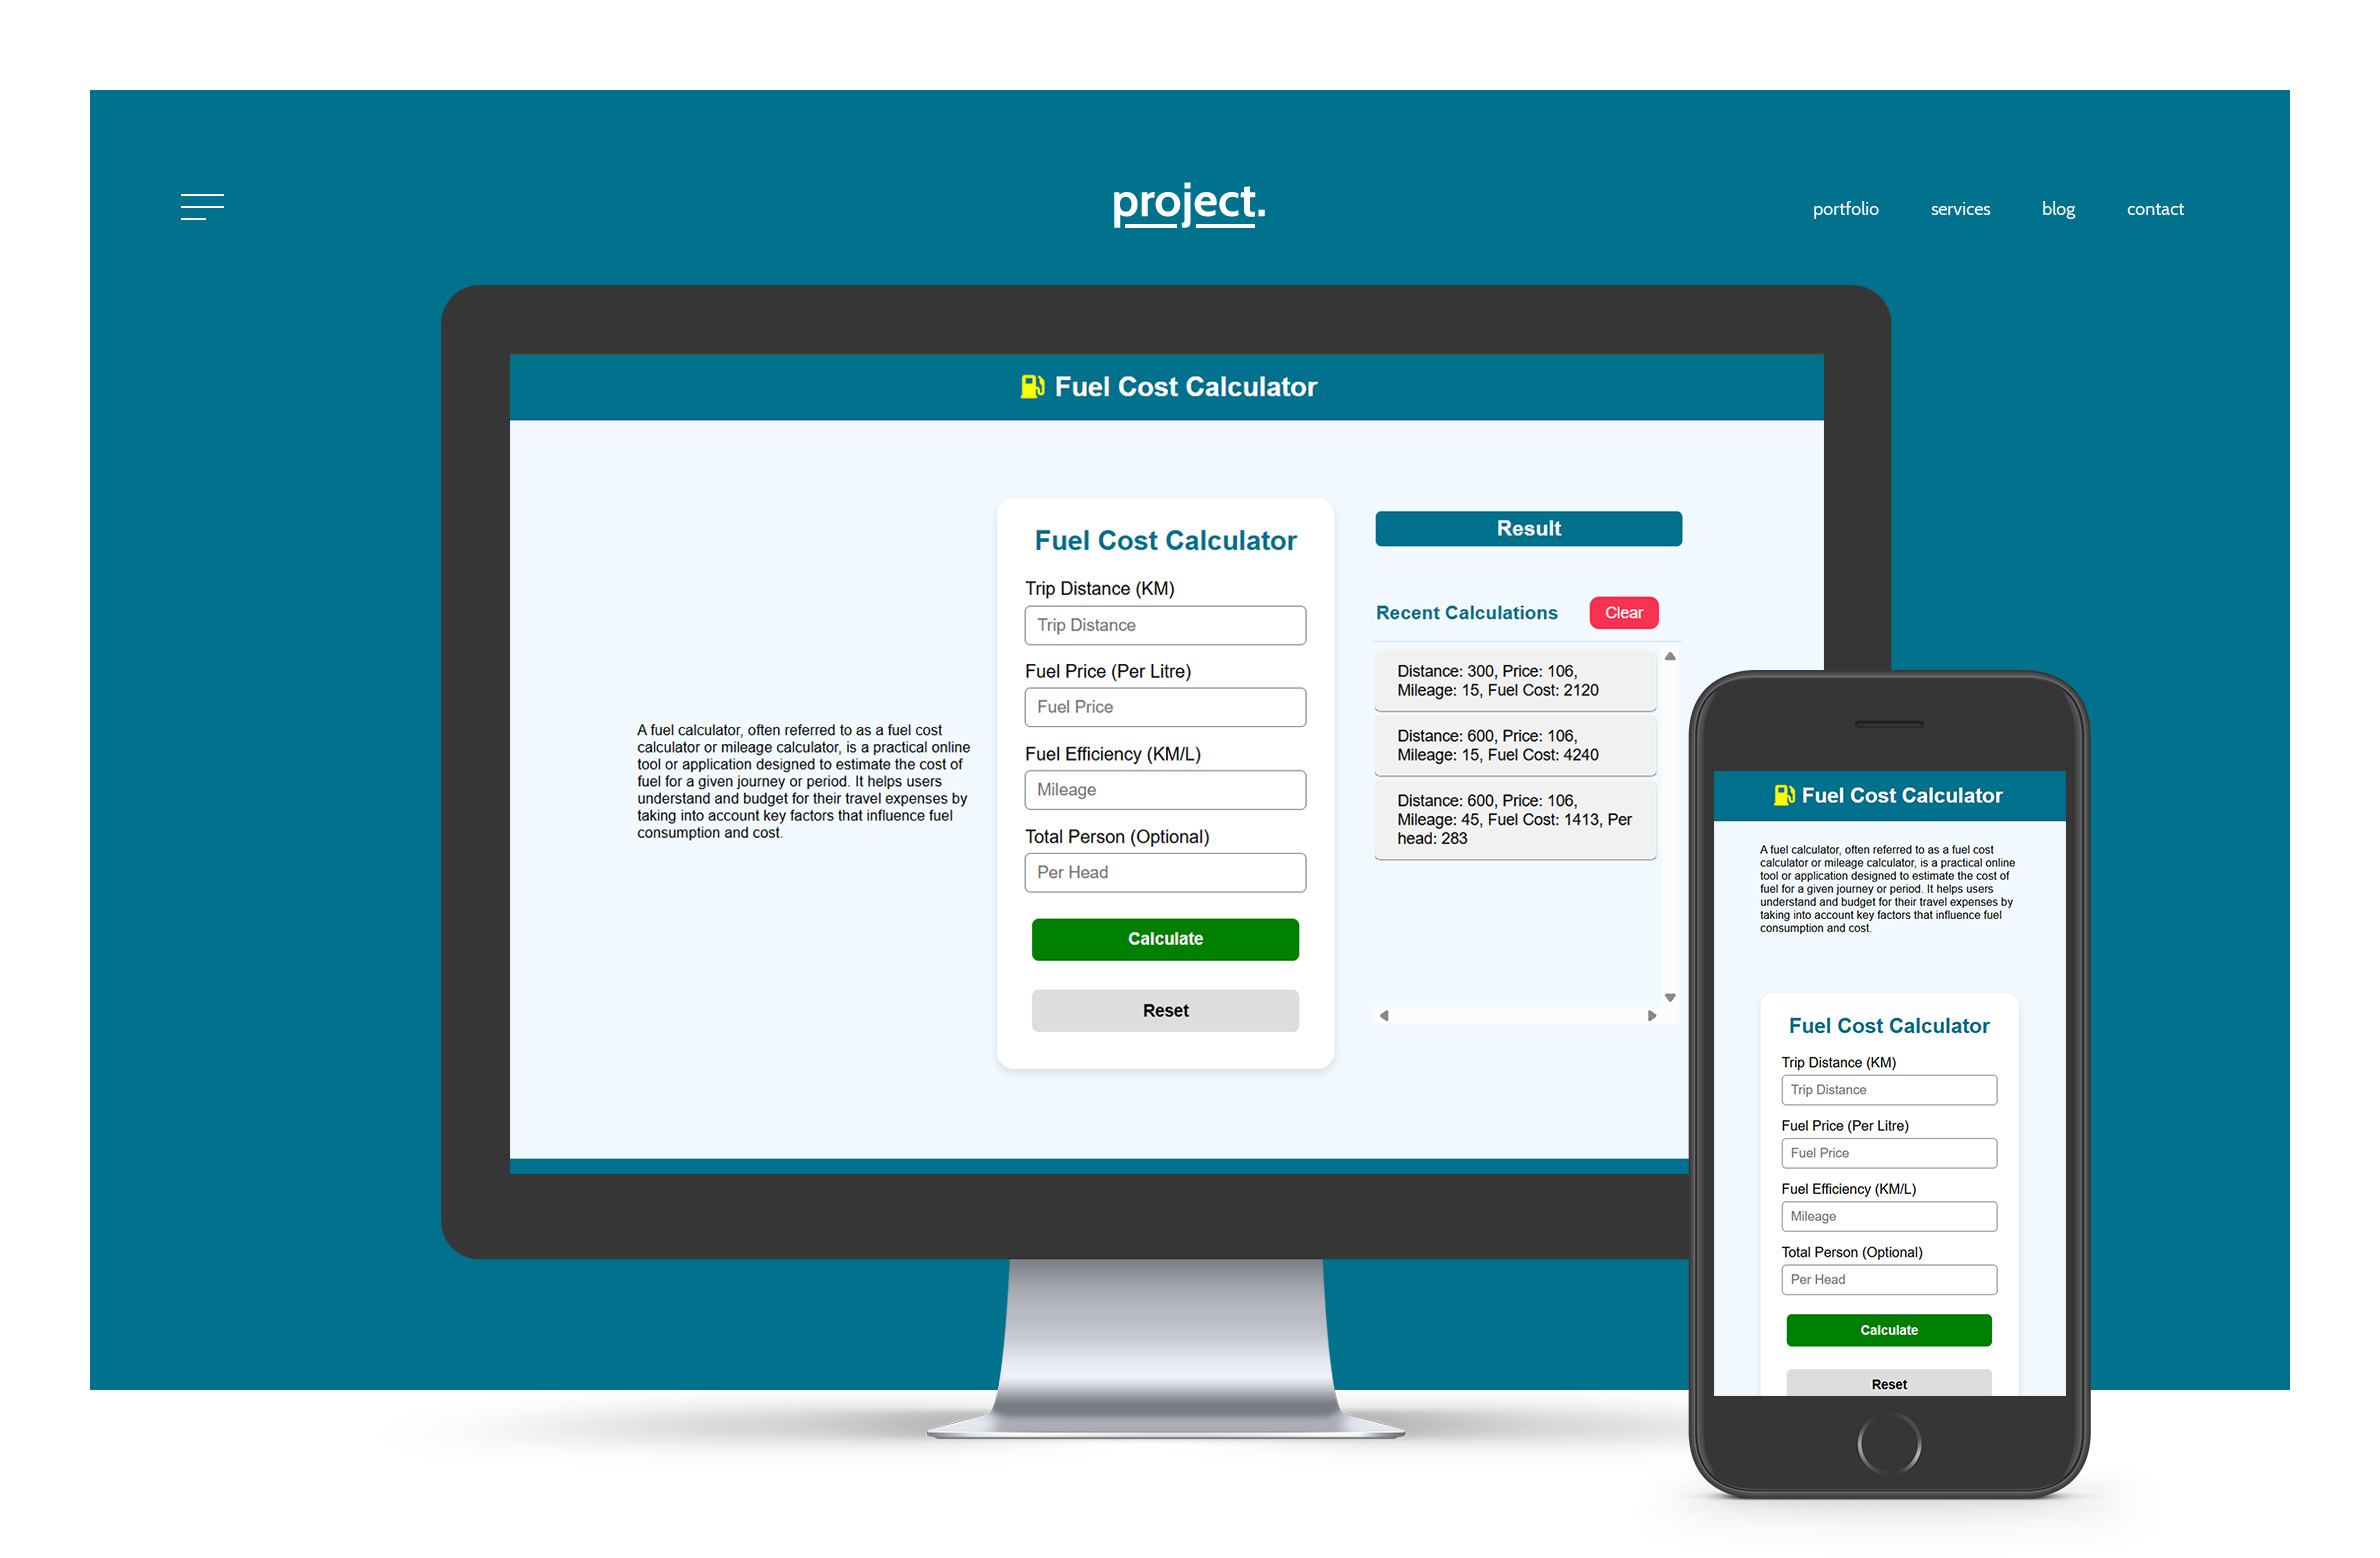 project.
portfolio services blog contact
Fuel Cost Calculator
A fuel calculator, often referred to as a fuel cost
calculator or mileage calculator, is a practical online
tool or application designed to estimate the cost of
fuel for a given journey or period. It helps users
understand and budget for their travel expenses by
taking into account key factors that influence fuel
consumption and cost.
Fuel Cost Calculator
Trip Distance (KM)
Trip Distance
Fuel Price (Per Litre)
Fuel Price
Fuel Efficiency (KM/L)
Mileage
Total Person (Optional)
Per Head
Calculate
Reset
Result
Recent Calculations Clear
Distance: 300, Price: 106,
Mileage: 15, Fuel Cost: 2120
Distance: 600, Price: 106,
Mileage: 15, Fuel Cost: 4240
Distance: 600, Price: 106,
Mileage: 45, Fuel Cost: 1413, Per
head: 283
Fuel Cost Calculator
A fuel calculator, often referred to as a fuel cost
calculator or mileage calculator, is a practical online
tool or application designed to estimate the cost of
fuel for a given journey or period. It helps users
understand and budget for their travel expenses by
taking into account key factors that influence fuel
consumption and cost.
Fuel Cost Calculator
Trip Distance (KM)
Trip Distance
Fuel Price (Per Litre)
Fuel Price
Fuel Efficiency (KM/L)
Mileage
Total Person (Optional)
Per Head
Calculate
Reset